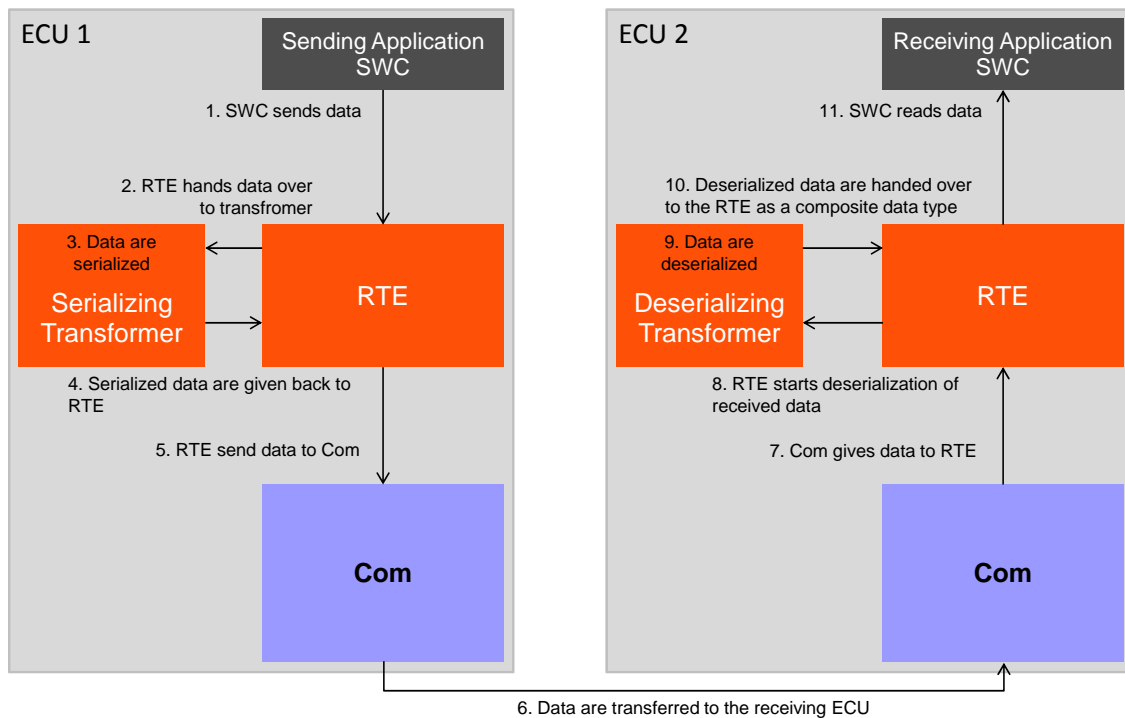 ECU 1
Sending Application
SWC
1. SWC sends data
2. RTE hands data over
to transfromer
3. Data are
serialized
Serializing
Transformer
RTE
4. Serialized data are given back to
RTE
5. RTE send data to Com
Com
6. Data are transferred to the receiving ECU
ECU 2
Receiving Application
SWC
11. SWC reads data
10. Deserialized data are handed over
to the RTE as a composite data type
9. Data are
deserialized
Deserializing
Transformer
RTE
8. RTE starts deserialization of
received data
7. Com gives data to RTE
Com